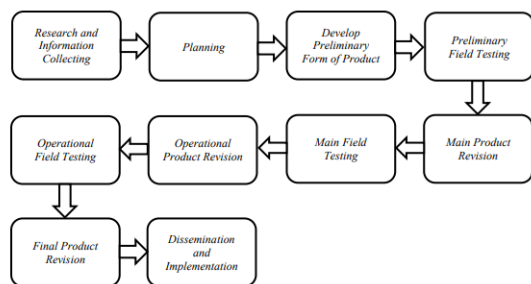 Research and
Information
Collecting
Planning
Develop
Preliminary
Form of Product
Preliminary
Field Testing
Main Product
Revision
Main Field
Testing
Operational
Product Revision
Operational
Field Testing
Final Product
Revision
Dissemination
and
Implementation